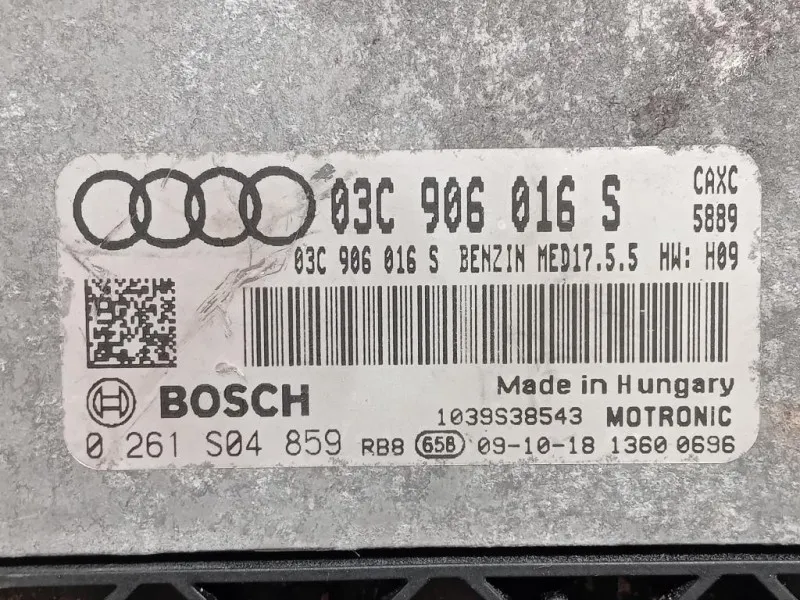 03C 906 016 S CAXC
5889
03C 906 016 S BENZIN MED17.5.5 HW: H09
BOSCH Made in Hungary
1039S38543 MOTRONIC
0 261 S04 859 RB8 658 09-10-18 1360 0696